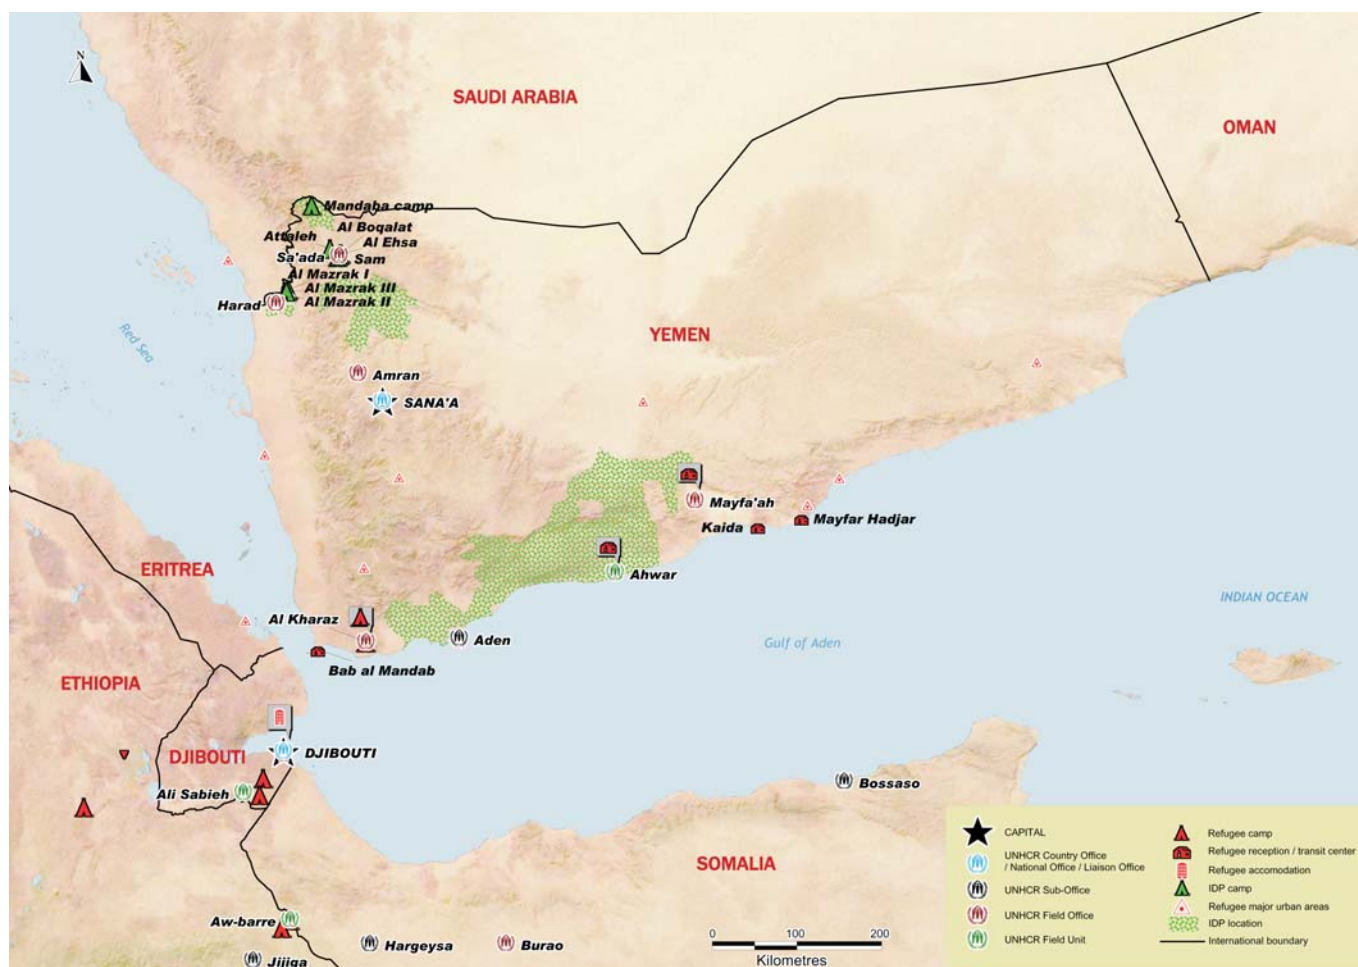 N
SAUDI ARABIA
OMAN
Mandaba camp
Al Boqalat
Attaleh
Al Ehsa
Sa'ada
Sam
Al Mazrak I
Al Mazrak III
Harad
Al Mazrak II
Red Sea
YEMEN
Amran
SANA'A
Mayfa'ah
Kaida
Mayfar Hadjar
ERITREA
Ahwar
INDIAN OCEAN
Al Kharaz
Aden
Gulf of Aden
Bab al Mandab
ETHIOPIA
DJIBOUTI
DJIBOUTI
Ali Sabieh
Bossaso
SOMALIA
Aw-barre
Hargeysa
Burao
Jijiga
0 100 200
Kilometres
CAPITAL
UNHCR Country Office
/ National Office / Liaison Office
UNHCR Sub-Office
UNHCR Field Office
UNHCR Field Unit
Refugee camp
Refugee reception / transit center
Refugee accomodation
IDP camp
Refugee major urban areas
IDP location
International boundary